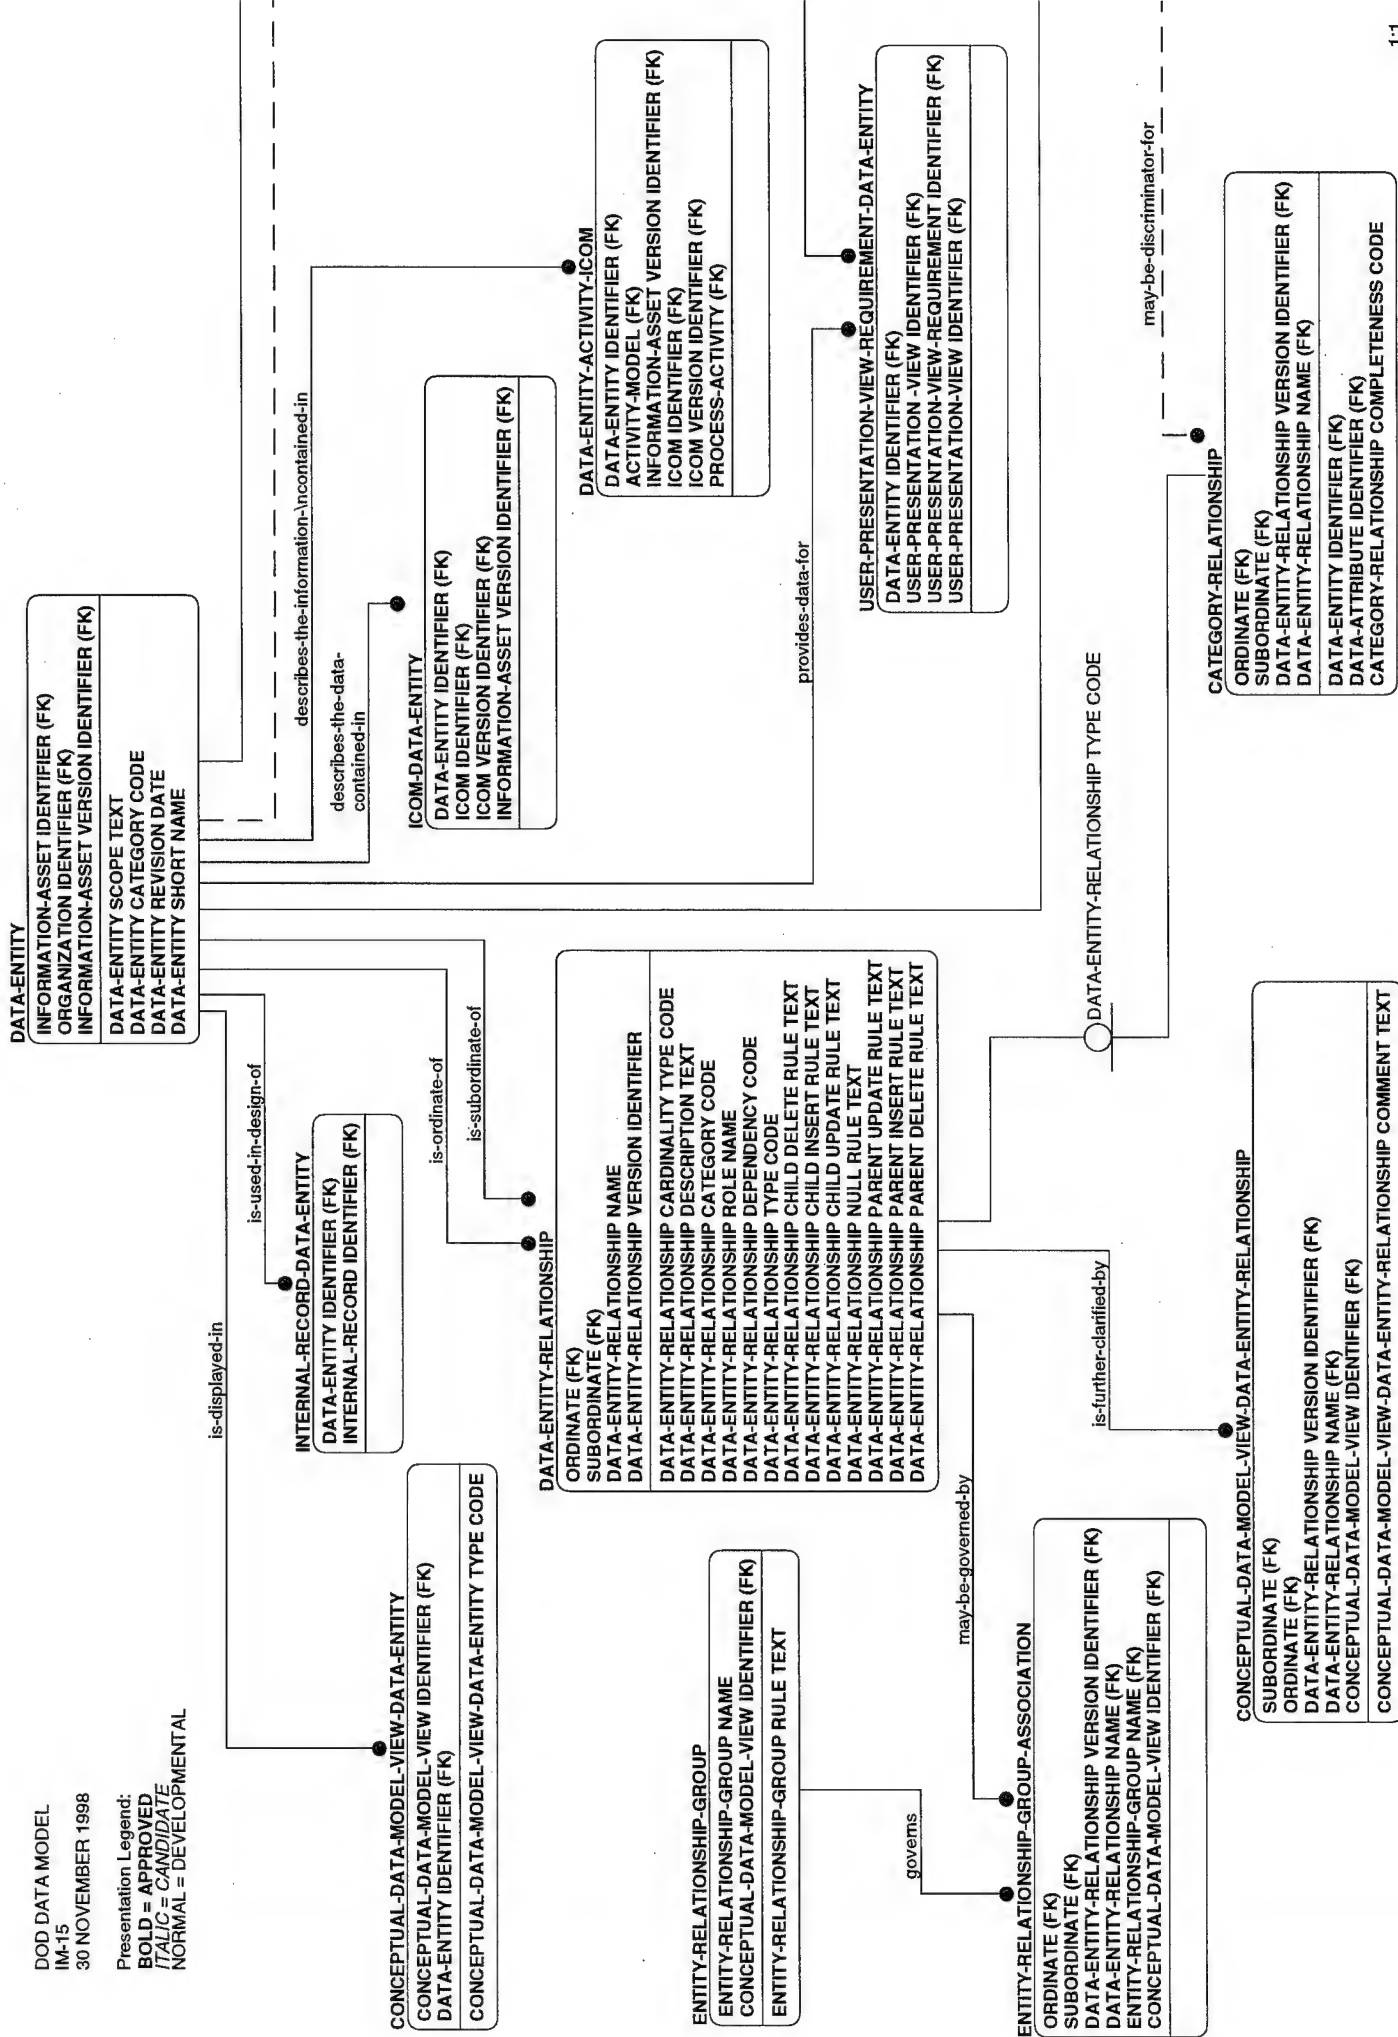 DOD DATA MODEL
IM-15
30 NOVEMBER 1998
Presentation Legend:
BOLD = APPROVED
ITALIC = CANDIDATE
NORMAL = DEVELOPMENTAL
DATA-ENTITY
INFORMATION-ASSET IDENTIFIER (FK)
ORGANIZATION IDENTIFIER (FK)
INFORMATION-ASSET VERSION IDENTIFIER (FK)
DATA-ENTITY SCOPE TEXT
DATA-ENTITY CATEGORY CODE
DATA-ENTITY REVISION DATE
DATA-ENTITY SHORT NAME
is-displayed-in
is-used-in-design-of
is-ordinate-of
is-subordinate-of
describes-the-data-
contained-in
describes-the-information-\ncontained-in
CONCEPTUAL-DATA-MODEL-VIEW-DATA-ENTITY
CONCEPTUAL-DATA-MODEL-VIEW IDENTIFIER (FK)
DATA-ENTITY IDENTIFIER (FK)
CONCEPTUAL-DATA-MODEL-VIEW-DATA-ENTITY TYPE CODE
INTERNAL-RECORD-DATA-ENTITY
DATA-ENTITY IDENTIFIER (FK)
INTERNAL-RECORD IDENTIFIER (FK)
ICOM-DATA-ENTITY
DATA-ENTITY IDENTIFIER (FK)
ICOM IDENTIFIER (FK)
ICOM VERSION IDENTIFIER (FK)
INFORMATION-ASSET VERSION IDENTIFIER (FK)
DATA-ENTITY-ACTIVITY-ICOM
DATA-ENTITY IDENTIFIER (FK)
ACTIVITY-MODEL (FK)
INFORMATION-ASSET VERSION IDENTIFIER (FK)
ICOM IDENTIFIER (FK)
ICOM VERSION IDENTIFIER (FK)
PROCESS-ACTIVITY (FK)
DATA-ENTITY-RELATIONSHIP
ORDINATE (FK)
SUBORDINATE (FK)
DATA-ENTITY-RELATIONSHIP NAME
DATA-ENTITY-RELATIONSHIP VERSION IDENTIFIER
DATA-ENTITY-RELATIONSHIP CARDINALITY TYPE CODE
DATA-ENTITY-RELATIONSHIP DESCRIPTION TEXT
DATA-ENTITY-RELATIONSHIP CATEGORY CODE
DATA-ENTITY-RELATIONSHIP ROLE NAME
DATA-ENTITY-RELATIONSHIP DEPENDENCY CODE
DATA-ENTITY-RELATIONSHIP TYPE CODE
DATA-ENTITY-RELATIONSHIP CHILD DELETE RULE TEXT
DATA-ENTITY-RELATIONSHIP CHILD INSERT RULE TEXT
DATA-ENTITY-RELATIONSHIP CHILD UPDATE RULE TEXT
DATA-ENTITY-RELATIONSHIP NULL RULE TEXT
DATA-ENTITY-RELATIONSHIP PARENT UPDATE RULE TEXT
DATA-ENTITY-RELATIONSHIP PARENT INSERT RULE TEXT
DATA-ENTITY-RELATIONSHIP PARENT DELETE RULE TEXT
provides-data-for
USER-PRESENTATION-VIEW-REQUIREMENT-DATA-ENTITY
DATA-ENTITY IDENTIFIER (FK)
USER-PRESENTATION -VIEW IDENTIFIER (FK)
USER-PRESENTATION-VIEW-REQUIREMENT IDENTIFIER (FK)
USER-PRESENTATION-VIEW IDENTIFIER (FK)
ENTITY-RELATIONSHIP-GROUP
ENTITY-RELATIONSHIP-GROUP NAME
CONCEPTUAL-DATA-MODEL-VIEW IDENTIFIER (FK)
ENTITY-RELATIONSHIP-GROUP RULE TEXT
governs
may-be-governed-by
is-further-clarified-by
DATA-ENTITY-RELATIONSHIP TYPE CODE
may-be-discriminator-for
ENTITY-RELATIONSHIP-GROUP-ASSOCIATION
ORDINATE (FK)
SUBORDINATE (FK)
DATA-ENTITY-RELATIONSHIP VERSION IDENTIFIER (FK)
DATA-ENTITY-RELATIONSHIP NAME (FK)
ENTITY-RELATIONSHIP-GROUP NAME (FK)
CONCEPTUAL-DATA-MODEL-VIEW IDENTIFIER (FK)
CONCEPTUAL-DATA-MODEL-VIEW-DATA-ENTITY-RELATIONSHIP
SUBORDINATE (FK)
ORDINATE (FK)
DATA-ENTITY-RELATIONSHIP VERSION IDENTIFIER (FK)
DATA-ENTITY-RELATIONSHIP NAME (FK)
CONCEPTUAL-DATA-MODEL-VIEW IDENTIFIER (FK)
CONCEPTUAL-DATA-MODEL-VIEW-DATA-ENTITY-RELATIONSHIP COMMENT TEXT
CATEGORY-RELATIONSHIP
ORDINATE (FK)
SUBORDINATE (FK)
DATA-ENTITY-RELATIONSHIP VERSION IDENTIFIER (FK)
DATA-ENTITY-RELATIONSHIP NAME (FK)
DATA-ENTITY IDENTIFIER (FK)
DATA-ATTRIBUTE IDENTIFIER (FK)
CATEGORY-RELATIONSHIP COMPLETENESS CODE
1:1